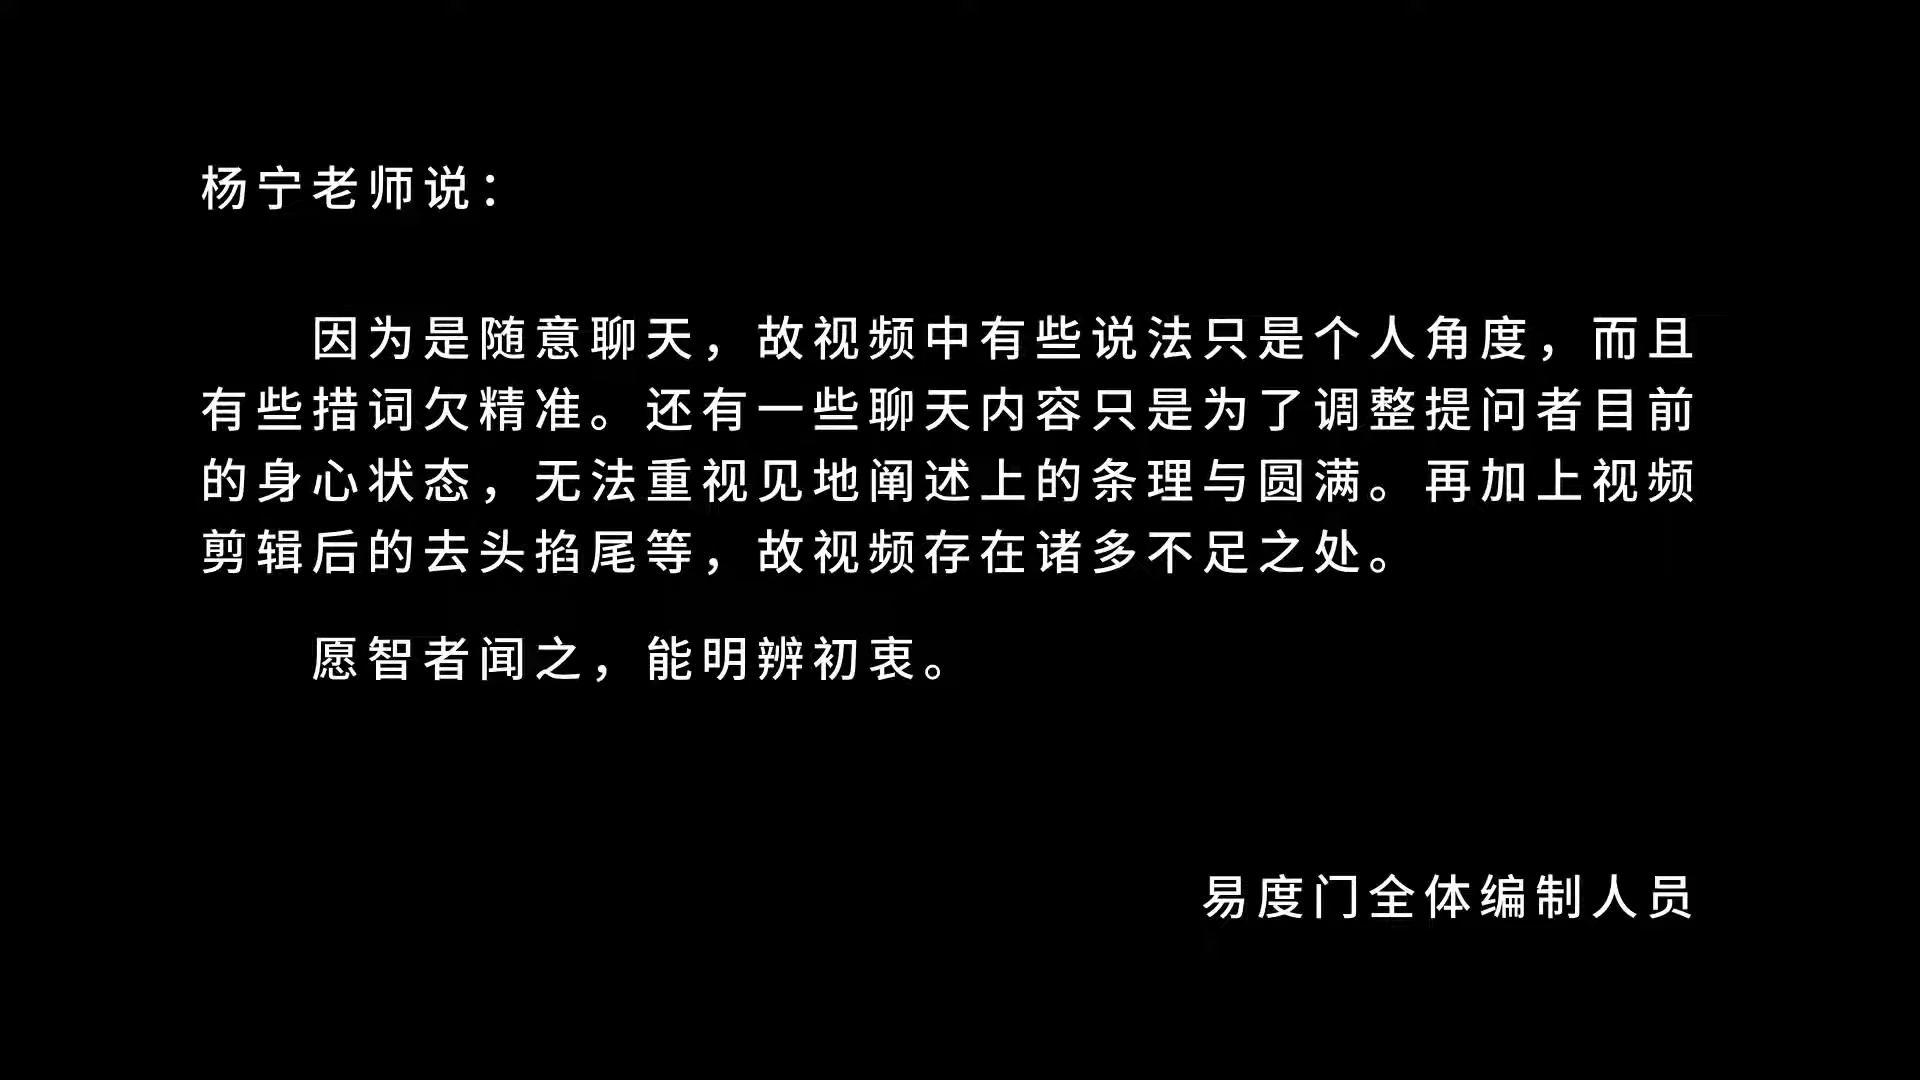 杨宁老师说：
因为是随意聊天，故视频中有些说法只是个人角度，而且
有些措词欠精准。还有一些聊天内容只是为了调整提问者目前
的身心状态，无法重视见地阐述上的条理与圆满。再加上视频
剪辑后的去头掐尾等，故视频存在诸多不足之处。
愿智者闻之，能明辨初衷。
易度门全体编制人员